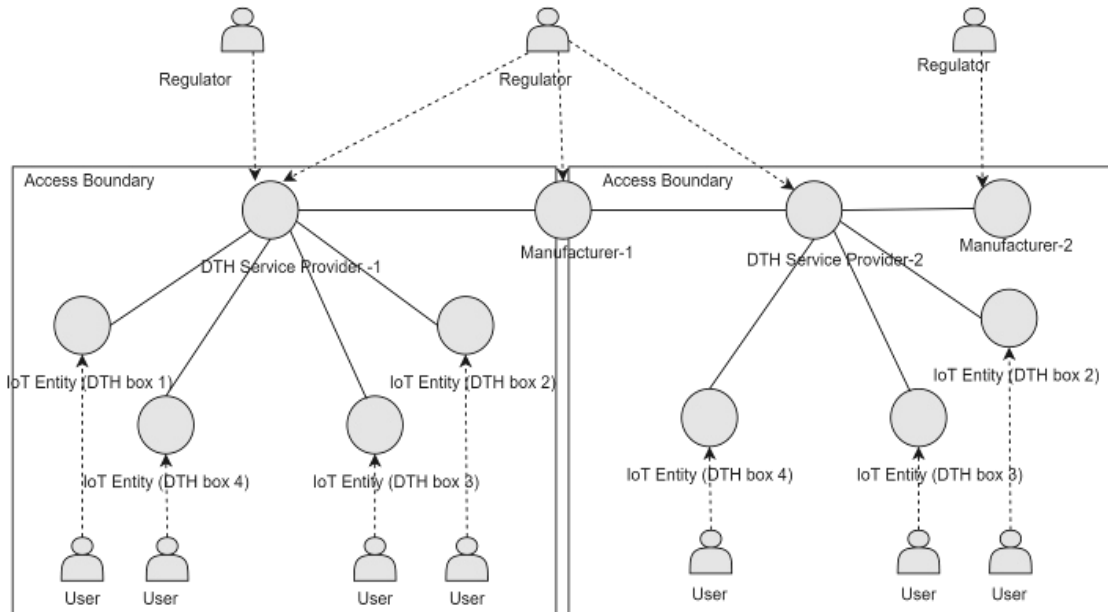 Regulator
Regulator
Regulator
Access Boundary
Access Boundary
Manufacturer-1
Manufacturer-2
DTH Service Provider -1
DTH Service Provider-2
IoT Entity (DTH box 1)
IoT Entity (DTH box 2)
IoT Entity (DTH box 2)
IoT Entity (DTH box 4)
IoT Entity (DTH box 3)
IoT Entity (DTH box 4)
IoT Entity (DTH box 3)
User
User
User
User
User
User
User